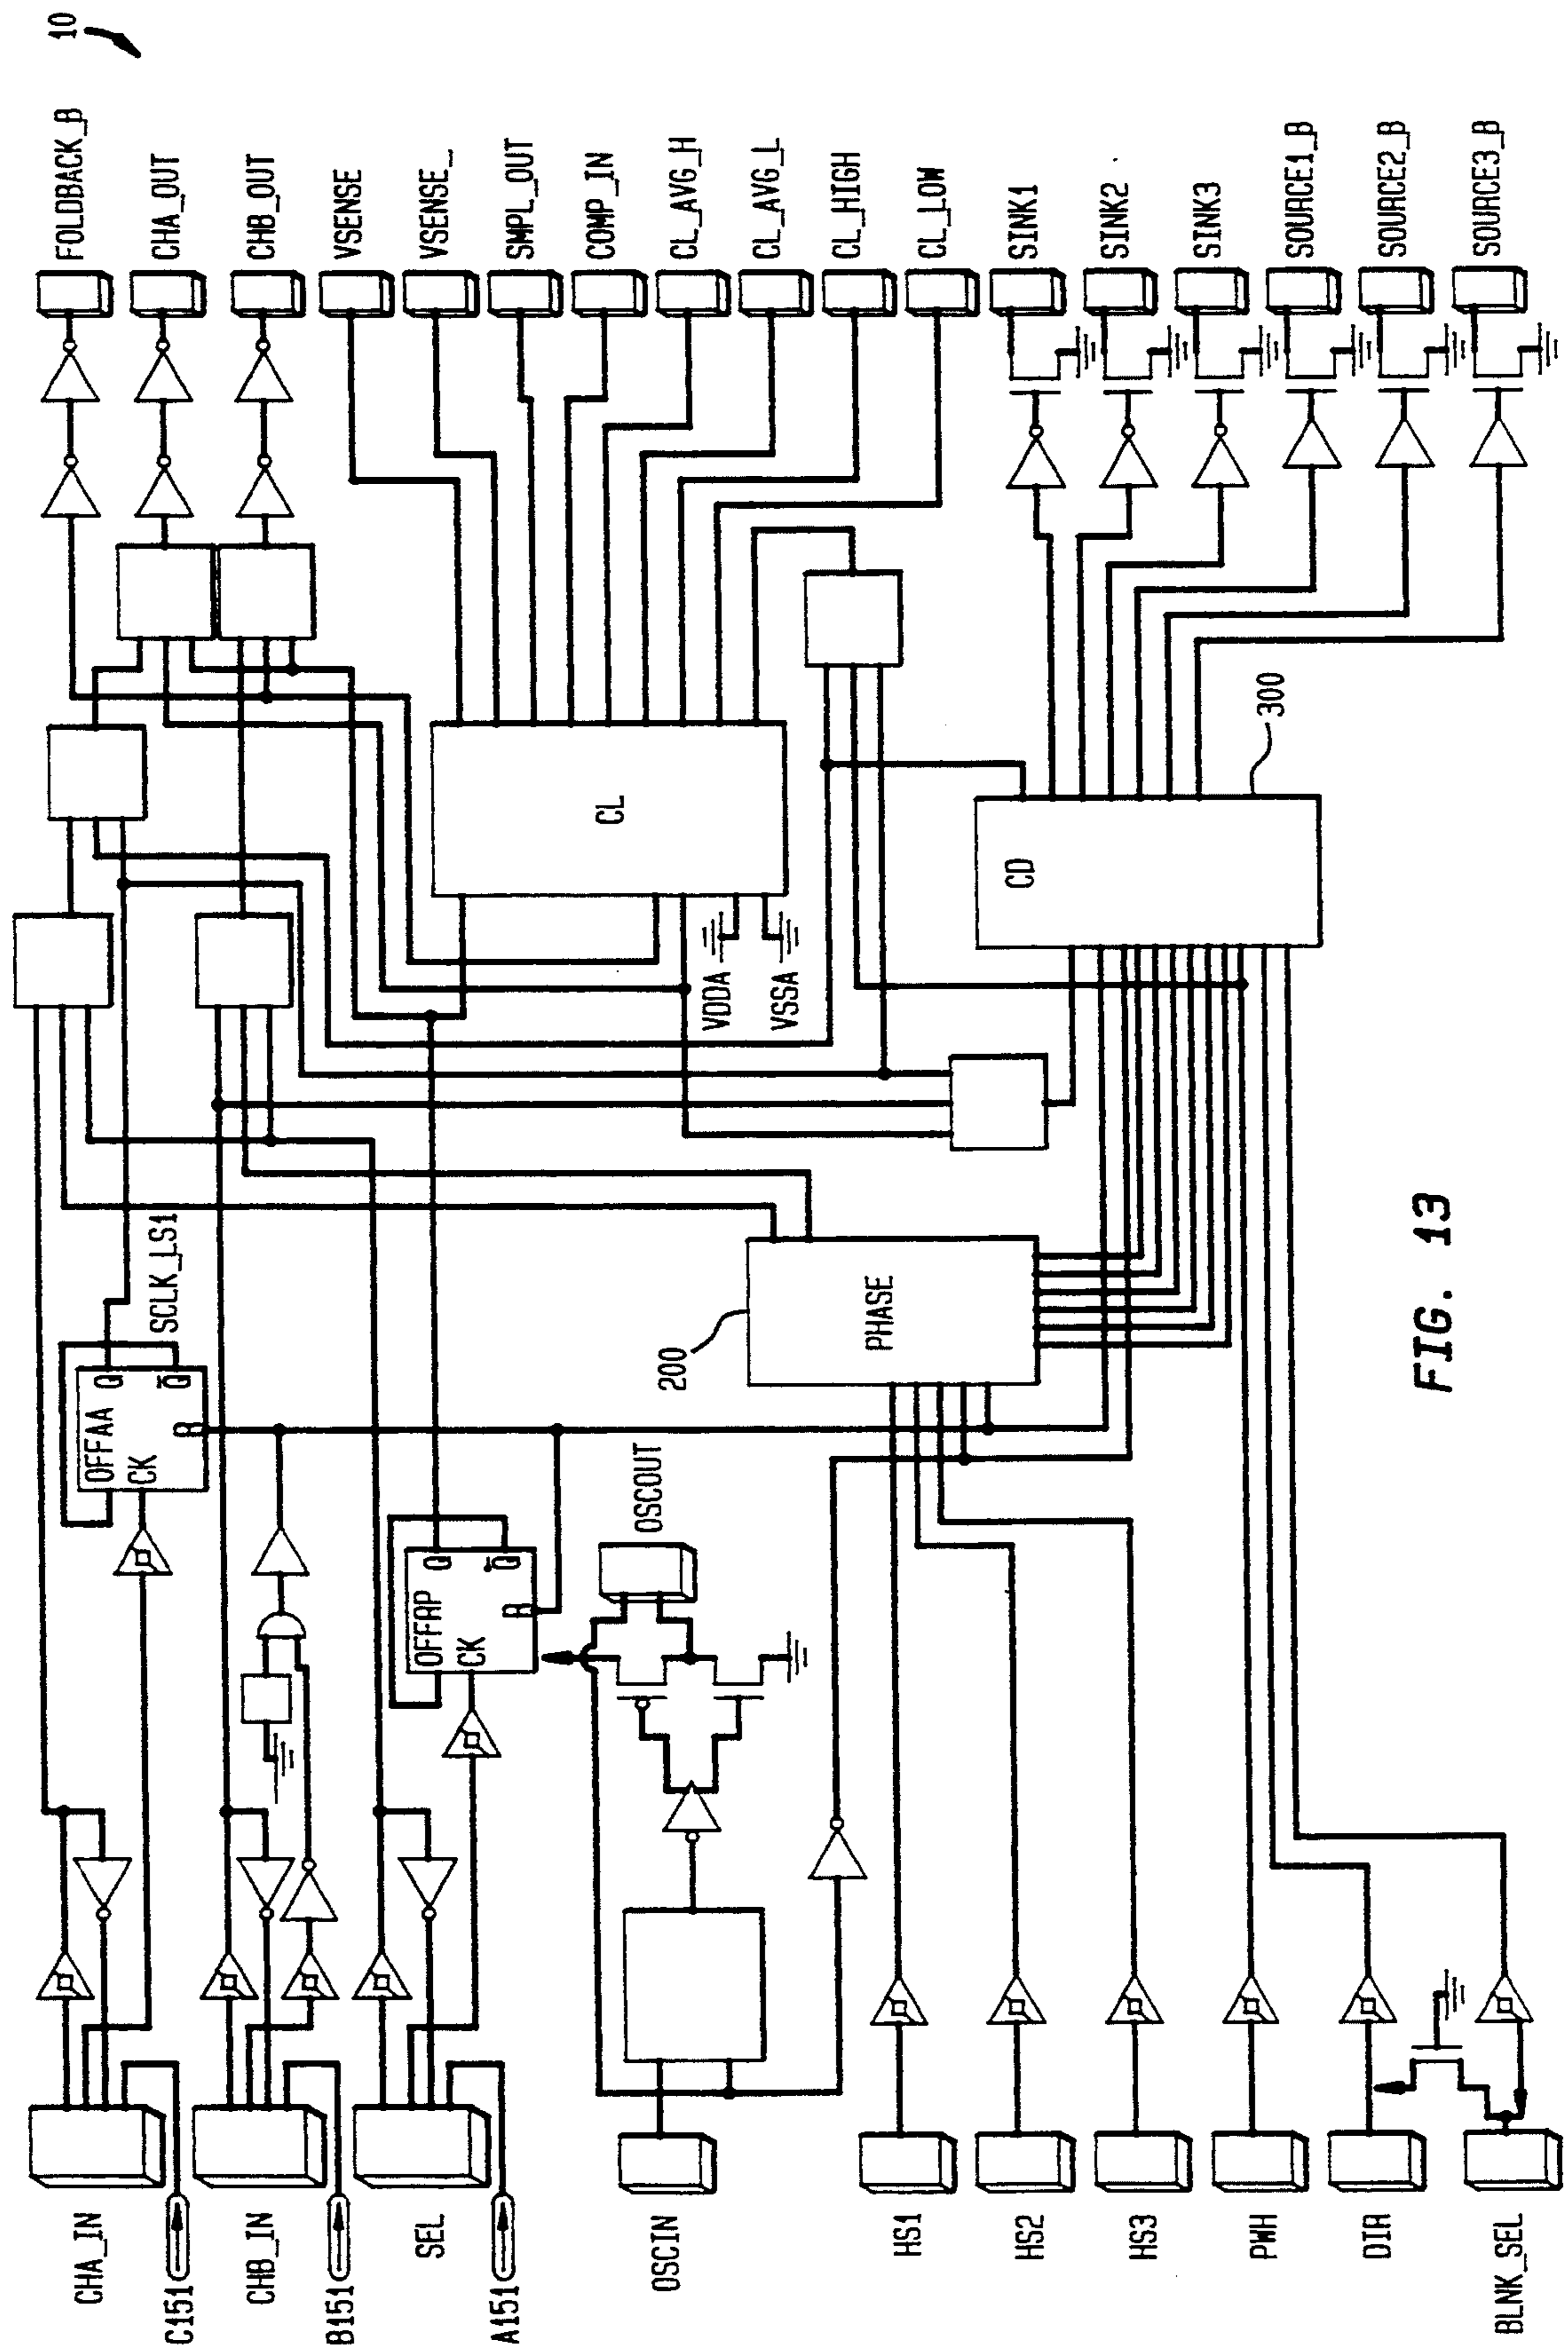 10
FOLDBACK_B
CHA_OUT
CHB_OUT
VSENSE
VSENSE_
SMPL_OUT
COMP_IN
CL_AVG_H
CL_AVG_L
CL_HIGH
CL_LOW
SINK1
SINK2
SINK3
SOURCE1_B
SOURCE2_B
SOURCE3_B
CL
VDDA
VSSA
CD
300
SCLK_LS1
OFFAA
CK
Q
Q̅
R
OFFAP
CK
Q
Q̅
R
200
PHASE
OSCOUT
CHA_IN
C151
CHB_IN
B151
SEL
A151
OSCIN
HS1
HS2
HS3
PWH
DIR
BLNK_SEL
FIG. 13